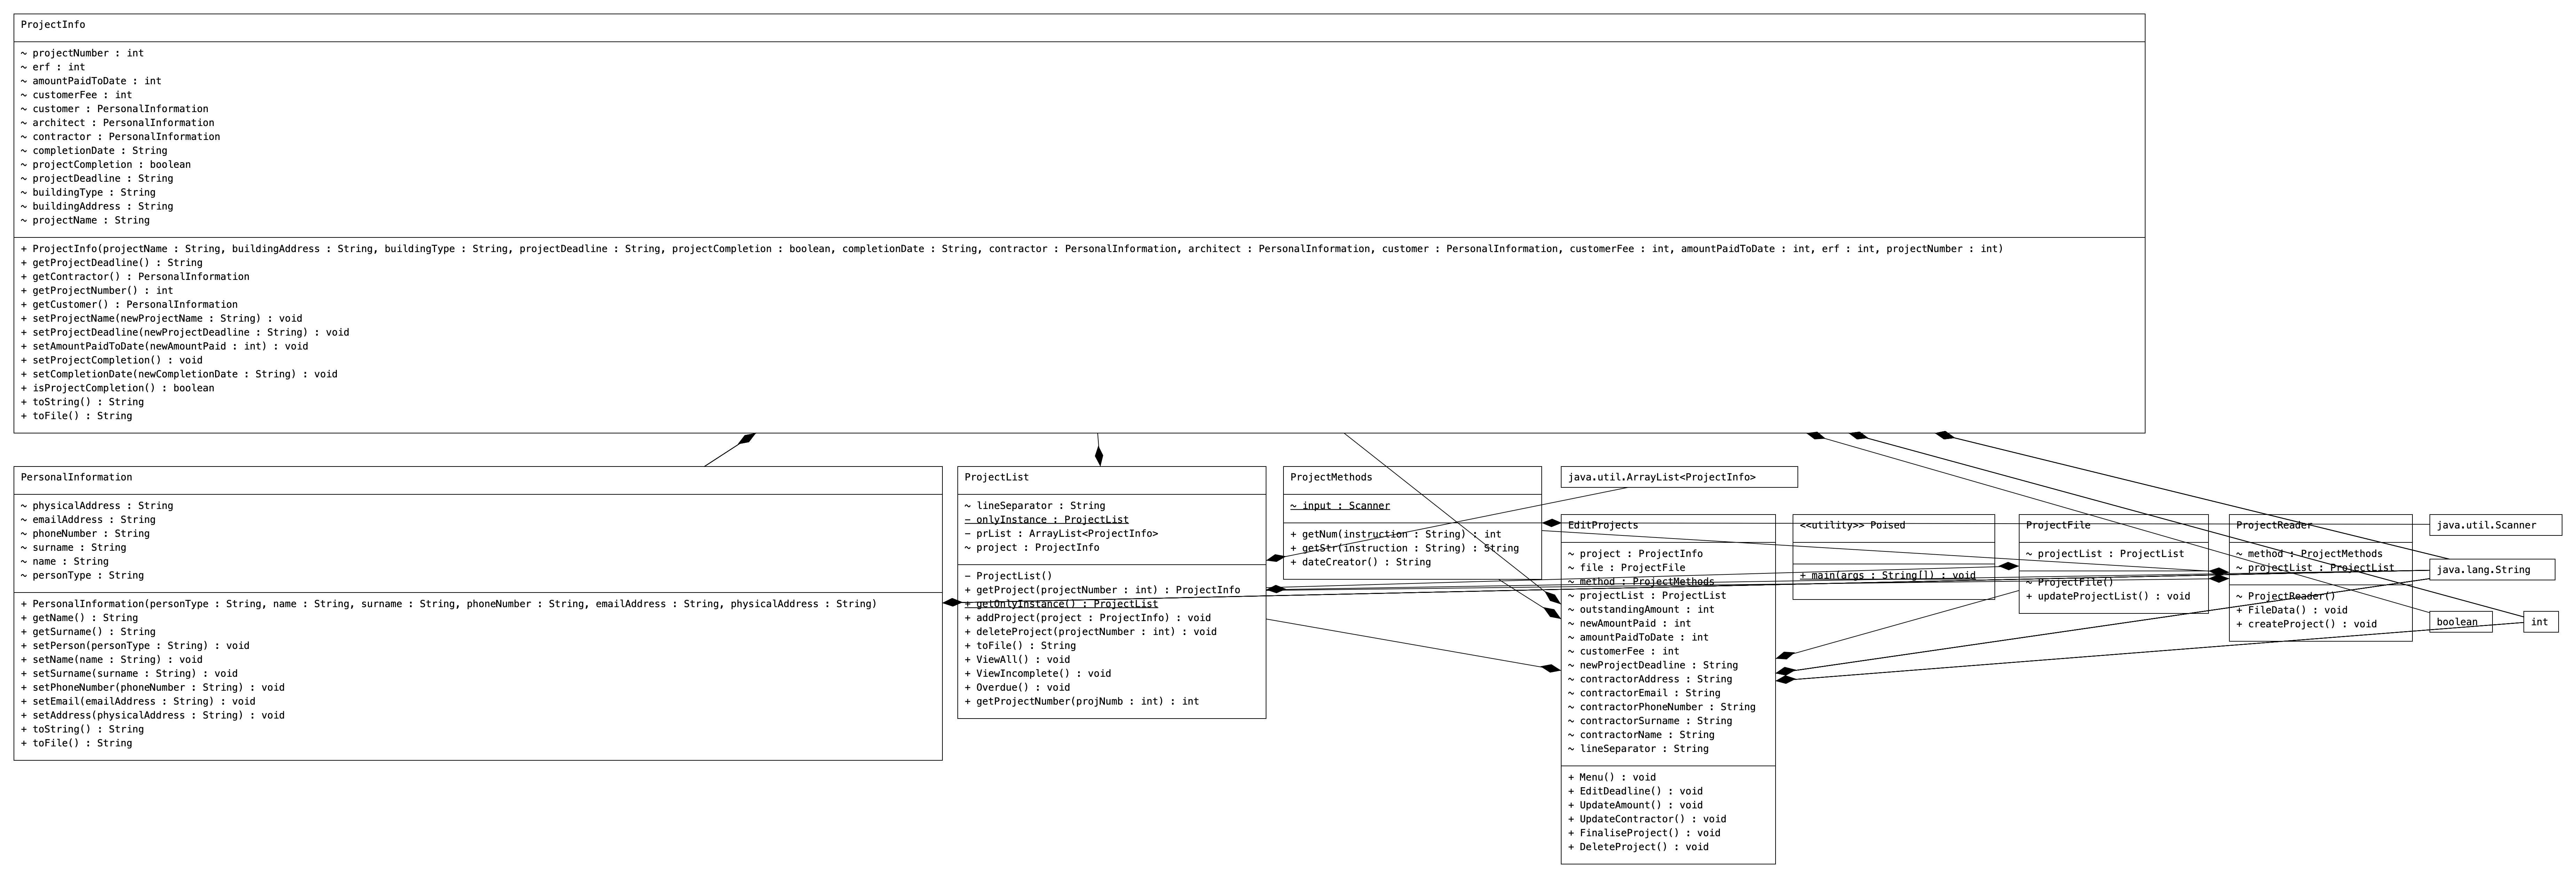 ProjectInfo
~ projectNumber : int
~ erf : int
~ amountPaidToDate : int
~ customerFee : int
~ customer : PersonalInformation
~ architect : PersonalInformation
~ contractor : PersonalInformation
~ completionDate : String
~ projectCompletion : boolean
~ projectDeadline : String
~ buildingType : String
~ buildingAddress : String
~ projectName : String
+ ProjectInfo(projectName : String, buildingAddress : String, buildingType : String, projectDeadline : String, projectCompletion : boolean, completionDate : String, contractor : PersonalInformation, architect : PersonalInformation, customer : PersonalInformation, customerFee : int, amountPaidToDate : int, erf : int, projectNumber : int)
+ getProjectDeadline() : String
+ getContractor() : PersonalInformation
+ getProjectNumber() : int
+ getCustomer() : PersonalInformation
+ setProjectName(newProjectName : String) : void
+ setProjectDeadline(newProjectDeadline : String) : void
+ setAmountPaidToDate(newAmountPaid : int) : void
+ setProjectCompletion() : void
+ setCompletionDate(newCompletionDate : String) : void
+ isProjectCompletion() : boolean
+ toString() : String
+ toFile() : String
PersonalInformation
~ physicalAddress : String
~ emailAddress : String
~ phoneNumber : String
~ surname : String
~ name : String
~ personType : String
+ PersonalInformation(personType : String, name : String, surname : String, phoneNumber : String, emailAddress : String, physicalAddress : String)
+ getName() : String
+ getSurname() : String
+ setPerson(personType : String) : void
+ setName(name : String) : void
+ setSurname(surname : String) : void
+ setPhoneNumber(phoneNumber : String) : void
+ setEmail(emailAddress : String) : void
+ setAddress(physicalAddress : String) : void
+ toString() : String
+ toFile() : String
ProjectList
~ lineSeparator : String
− onlyInstance : ProjectList
− prList : ArrayList<ProjectInfo>
~ project : ProjectInfo
− ProjectList()
+ getProject(projectNumber : int) : ProjectInfo
+ getOnlyInstance() : ProjectList
+ addProject(project : ProjectInfo) : void
+ deleteProject(projectNumber : int) : void
+ toFile() : String
+ ViewAll() : void
+ ViewIncomplete() : void
+ Overdue() : void
+ getProjectNumber(projNumb : int) : int
ProjectMethods
~ input : Scanner
+ getNum(instruction : String) : int
+ getStr(instruction : String) : String
+ dateCreator() : String
java.util.ArrayList<ProjectInfo>
EditProjects
~ project : ProjectInfo
~ file : ProjectFile
~ method : ProjectMethods
~ projectList : ProjectList
~ outstandingAmount : int
~ newAmountPaid : int
~ amountPaidToDate : int
~ customerFee : int
~ newProjectDeadline : String
~ contractorAddress : String
~ contractorEmail : String
~ contractorPhoneNumber : String
~ contractorSurname : String
~ contractorName : String
~ lineSeparator : String
+ Menu() : void
+ EditDeadline() : void
+ UpdateAmount() : void
+ UpdateContractor() : void
+ FinaliseProject() : void
+ DeleteProject() : void
<<utility>> Poised
+ main(args : String[]) : void
ProjectFile
~ projectList : ProjectList
~ ProjectFile()
+ updateProjectList() : void
ProjectReader
~ method : ProjectMethods
~ projectList : ProjectList
~ ProjectReader()
+ FileData() : void
+ createProject() : void
java.util.Scanner
java.lang.String
boolean
int